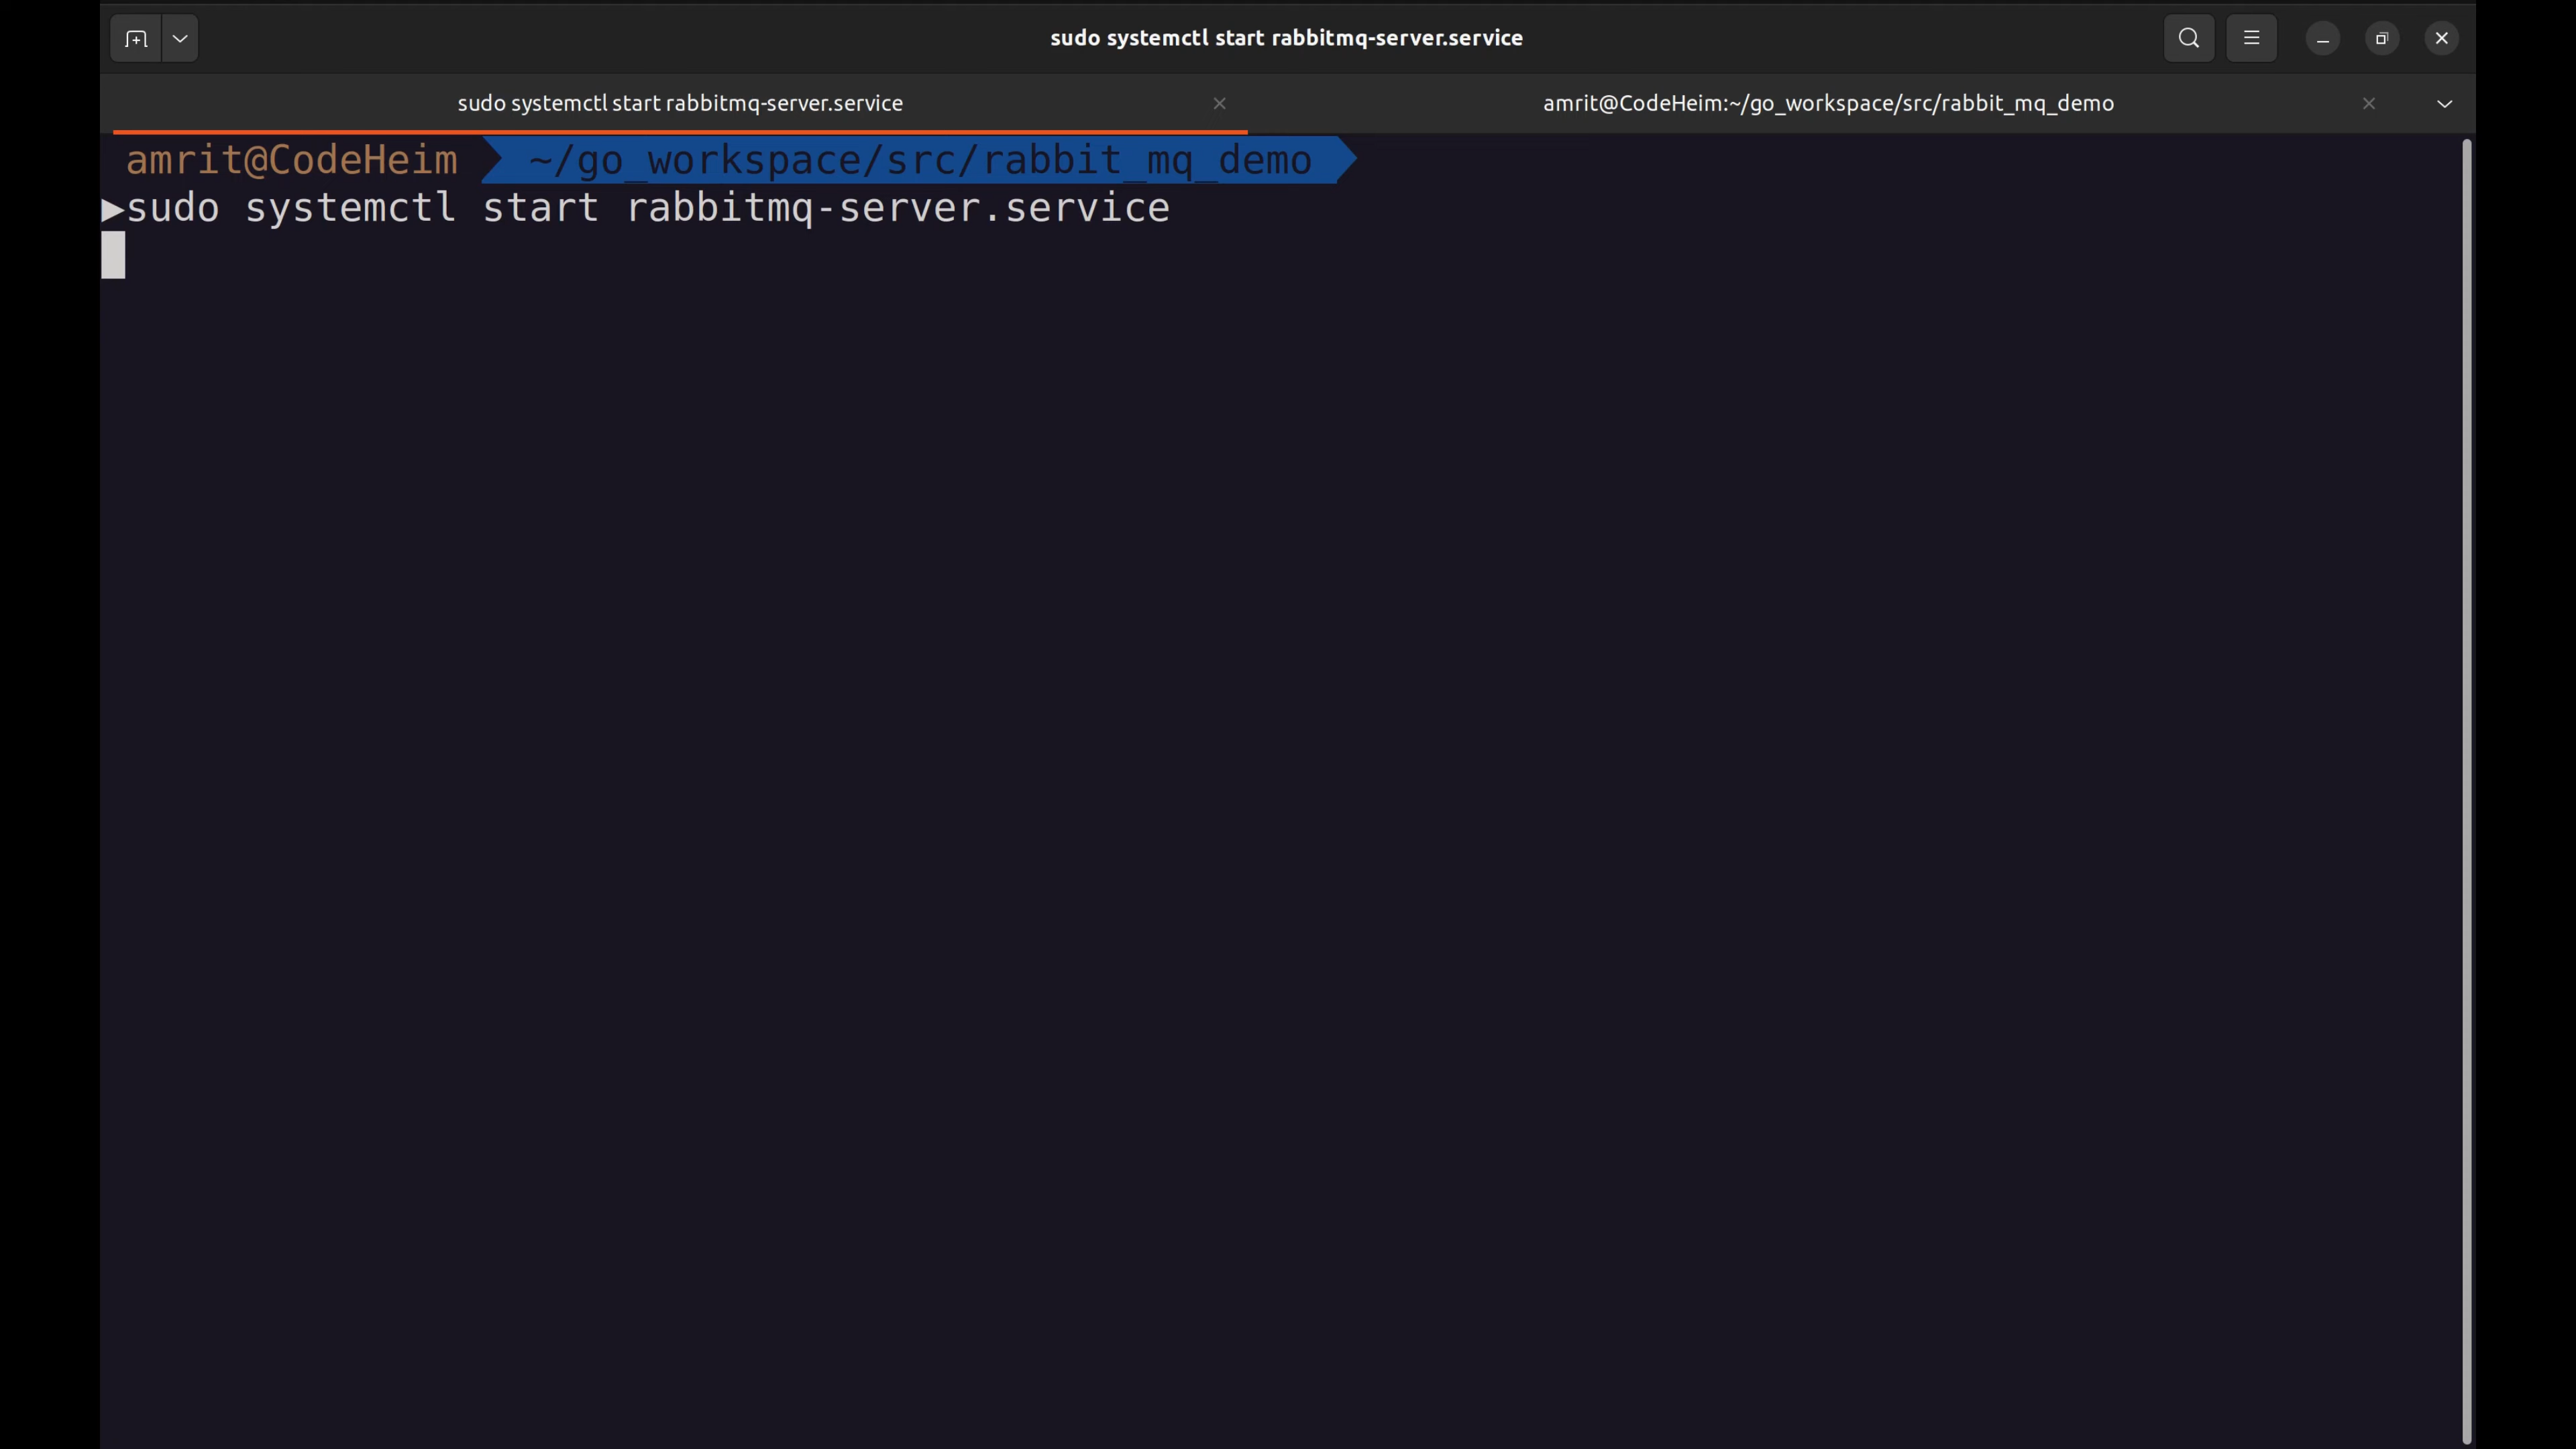 sudo systemctl start rabbitmq-server.service
sudo systemctl start rabbitmq-server.service
amrit@CodeHeim:~/go_workspace/src/rabbit_mq_demo
amrit@CodeHeim ~/go_workspace/src/rabbit_mq_demo
▶sudo systemctl start rabbitmq-server.service